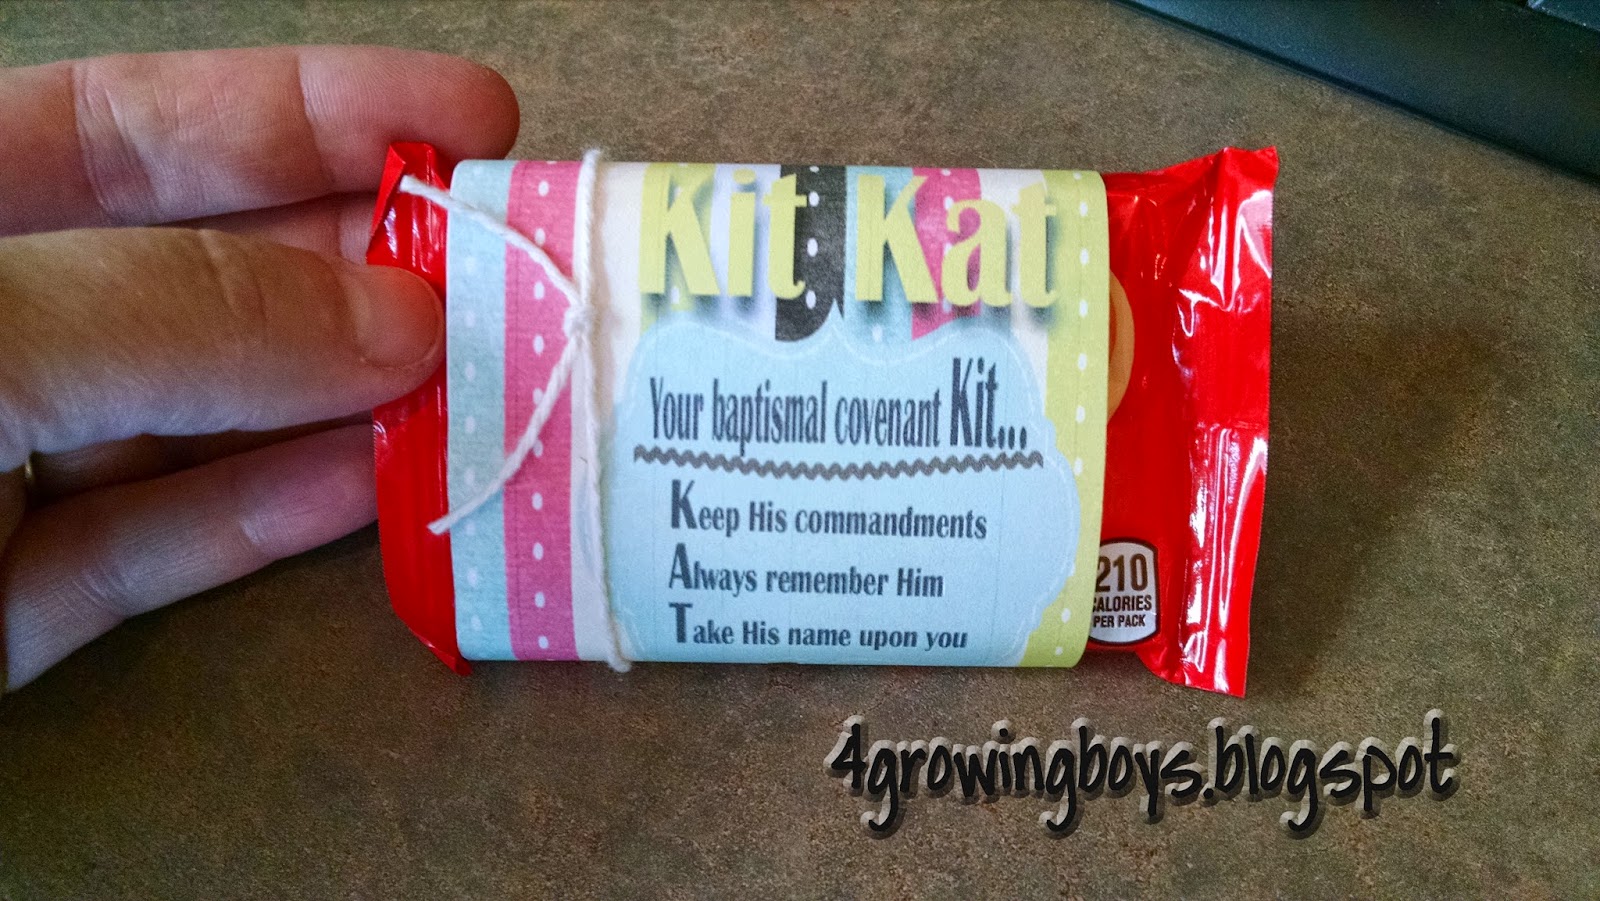 Kit Kat
Your baptismal covenant Kit...
Keep His commandments
Always remember Him
Take His name upon you
210
CALORIES
PER PACK
4growingboys.blogspot